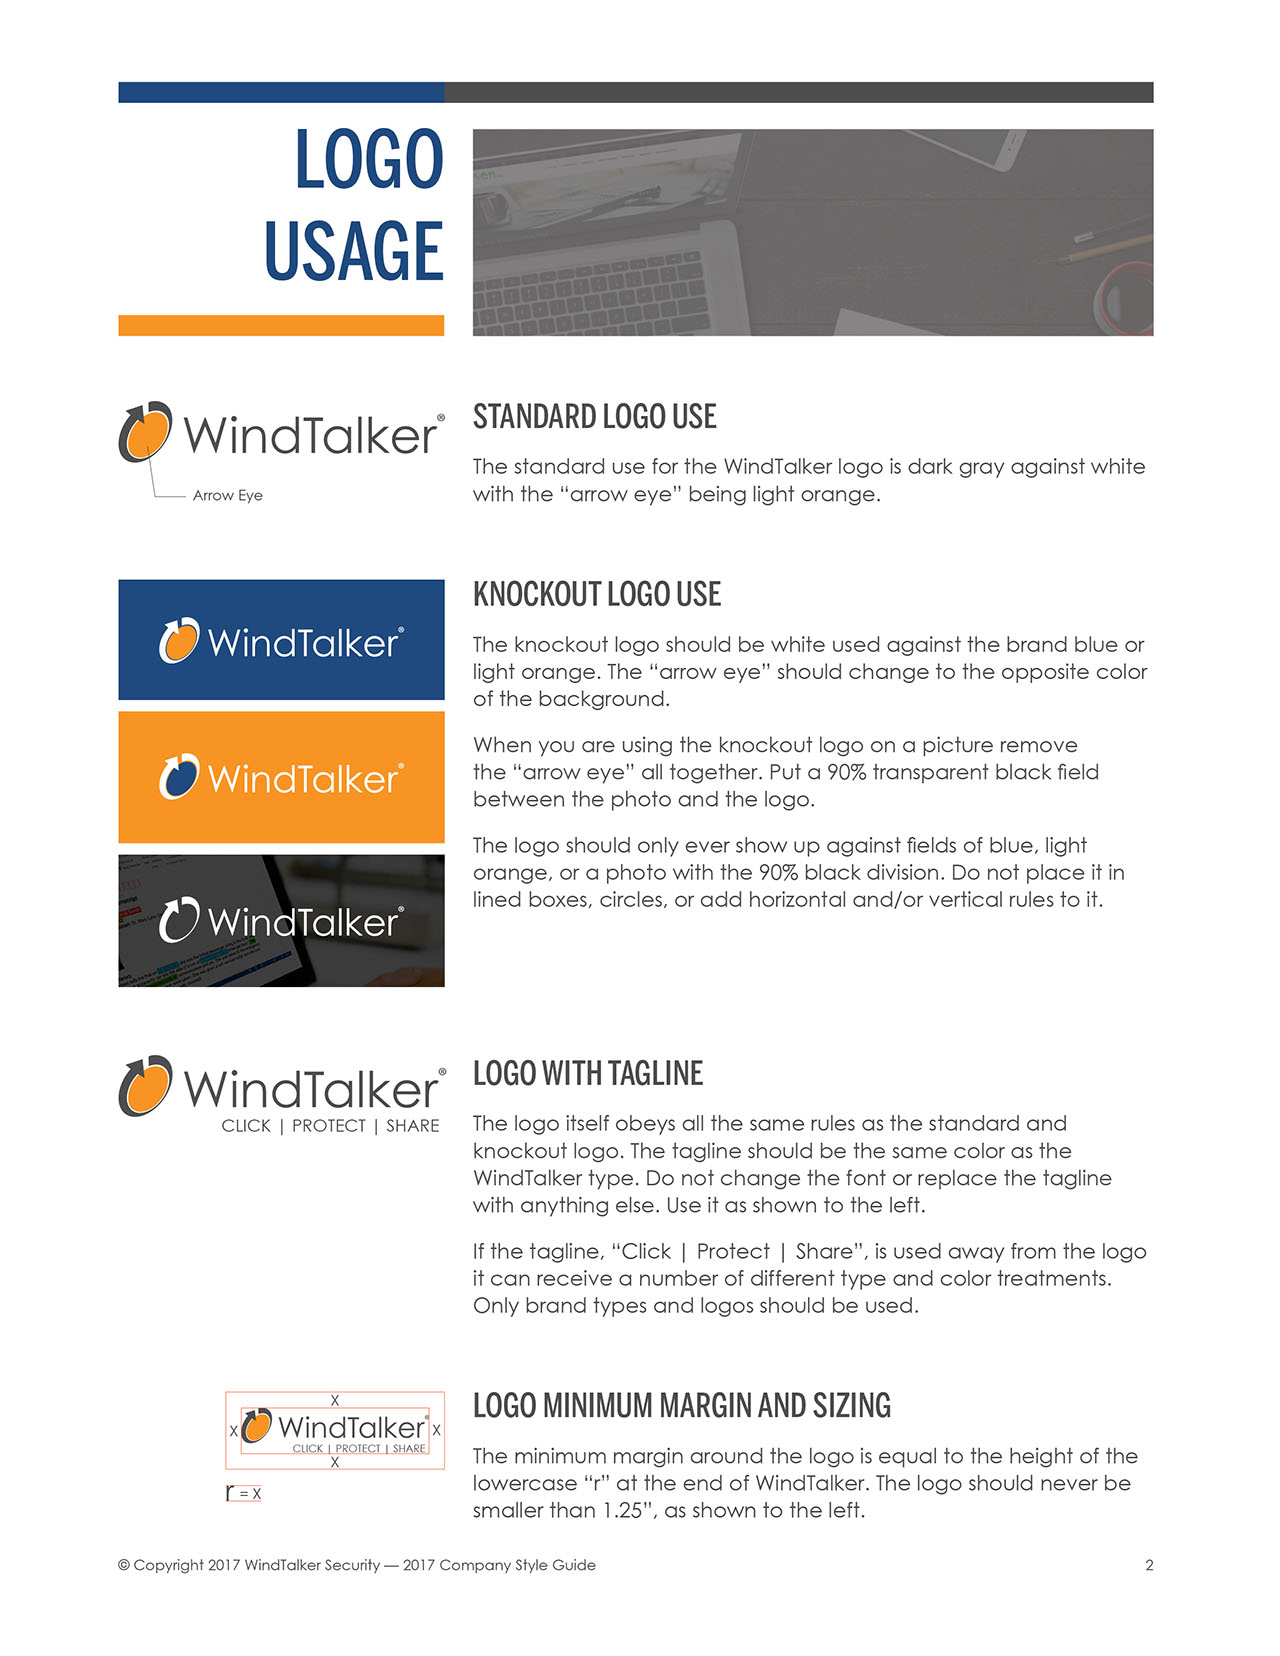 LOGO
USAGE
WindTalker®
Arrow Eye
STANDARD LOGO USE
The standard use for the WindTalker logo is dark gray against white
with the “arrow eye” being light orange.
WindTalker®
WindTalker®
WindTalker®
KNOCKOUT LOGO USE
The knockout logo should be white used against the brand blue or
light orange. The “arrow eye” should change to the opposite color
of the background.
When you are using the knockout logo on a picture remove
the “arrow eye” all together. Put a 90% transparent black field
between the photo and the logo.
The logo should only ever show up against fields of blue, light
orange, or a photo with the 90% black division. Do not place it in
lined boxes, circles, or add horizontal and/or vertical rules to it.
WindTalker®
CLICK | PROTECT | SHARE
LOGO WITH TAGLINE
The logo itself obeys all the same rules as the standard and
knockout logo. The tagline should be the same color as the
WindTalker type. Do not change the font or replace the tagline
with anything else. Use it as shown to the left.
If the tagline, “Click | Protect | Share”, is used away from the logo
it can receive a number of different type and color treatments.
Only brand types and logos should be used.
X
X WindTalker® X
CLICK | PROTECT | SHARE
X
r = X
LOGO MINIMUM MARGIN AND SIZING
The minimum margin around the logo is equal to the height of the
lowercase “r” at the end of WindTalker. The logo should never be
smaller than 1.25”, as shown to the left.
© Copyright 2017 WindTalker Security — 2017 Company Style Guide
2